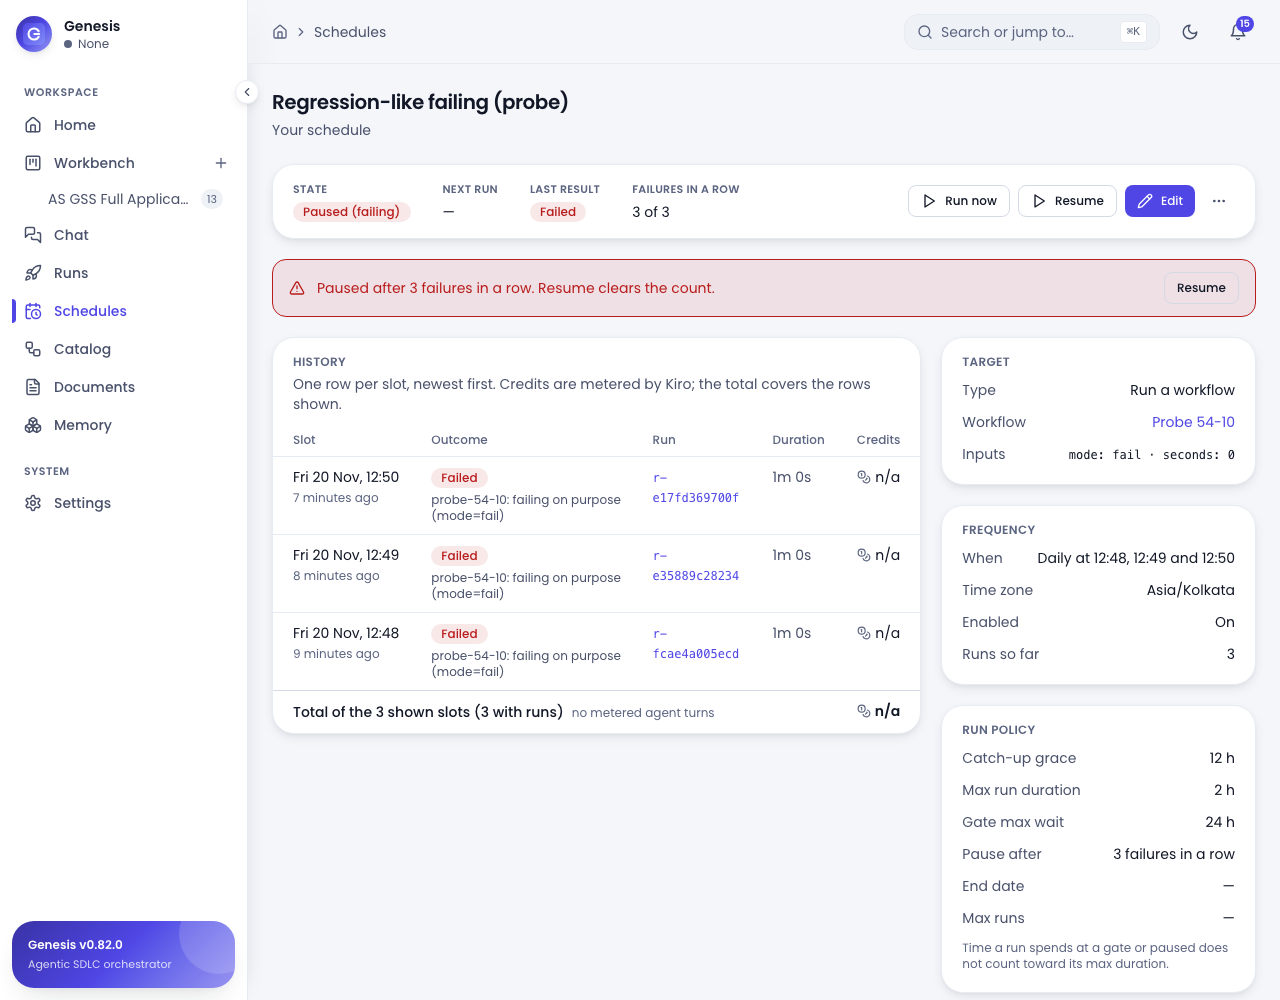 Genesis
None
WORKSPACE
Home
Workbench
AS GSS Full Applica...
13
Chat
Runs
Schedules
Catalog
Documents
Memory
SYSTEM
Settings
Genesis v0.82.0
Agentic SDLC orchestrator
Schedules
Search or jump to...
⌘K
15
Regression-like failing (probe)
Your schedule
STATE
Paused (failing)
NEXT RUN
—
LAST RESULT
Failed
FAILURES IN A ROW
3 of 3
Run now
Resume
Edit
Paused after 3 failures in a row. Resume clears the count.
Resume
HISTORY
One row per slot, newest first. Credits are metered by Kiro; the total covers the rows
shown.
Slot Outcome Run Duration Credits
Fri 20 Nov, 12:50 Failed r- 1m 0s n/a
7 minutes ago probe-54-10: failing on purpose e17fd369700f
(mode=fail)
Fri 20 Nov, 12:49 Failed r- 1m 0s n/a
8 minutes ago probe-54-10: failing on purpose e35889c28234
(mode=fail)
Fri 20 Nov, 12:48 Failed r- 1m 0s n/a
9 minutes ago probe-54-10: failing on purpose fcae4a005ecd
(mode=fail)
Total of the 3 shown slots (3 with runs) no metered agent turns n/a
TARGET
Type Run a workflow
Workflow Probe 54-10
Inputs mode: fail · seconds: 0
FREQUENCY
When Daily at 12:48, 12:49 and 12:50
Time zone Asia/Kolkata
Enabled On
Runs so far 3
RUN POLICY
Catch-up grace 12 h
Max run duration 2 h
Gate max wait 24 h
Pause after 3 failures in a row
End date —
Max runs —
Time a run spends at a gate or paused does
not count toward its max duration.